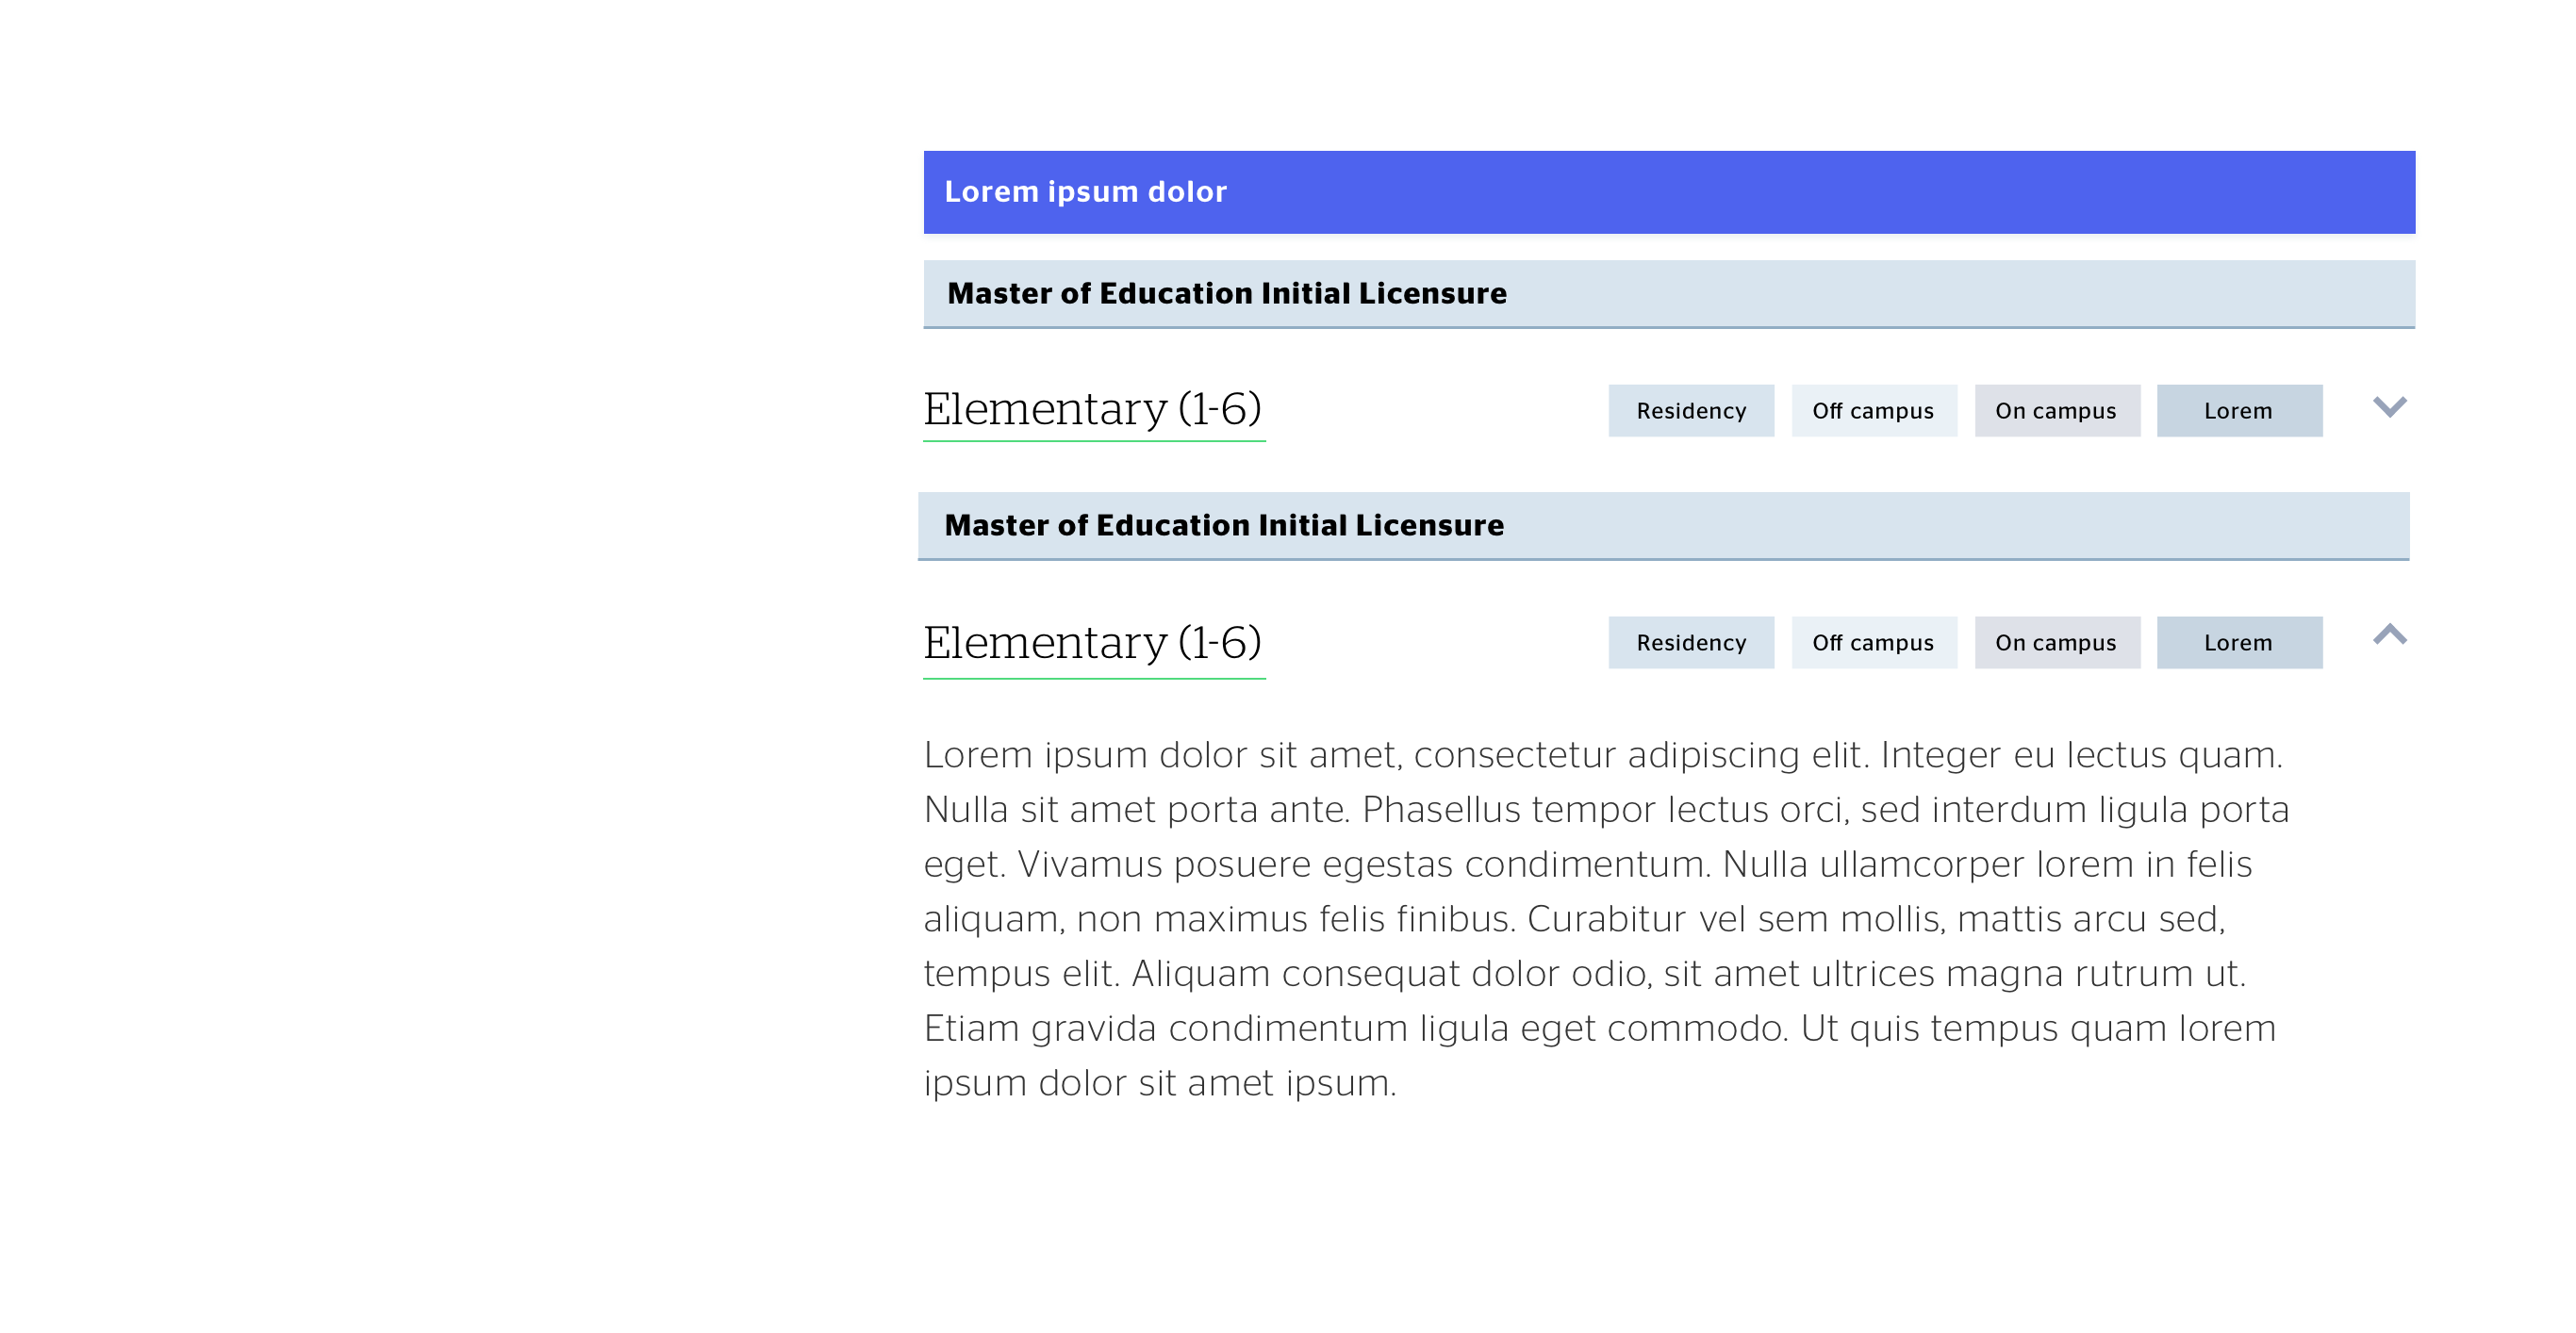 Lorem ipsum dolor
Master of Education Initial Licensure
Elementary (1-6) Residency Off campus On campus Lorem
Master of Education Initial Licensure
Elementary (1-6) Residency Off campus On campus Lorem
Lorem ipsum dolor sit amet, consectetur adipiscing elit. Integer eu lectus quam.
Nulla sit amet porta ante. Phasellus tempor lectus orci, sed interdum ligula porta
eget. Vivamus posuere egestas condimentum. Nulla ullamcorper lorem in felis
aliquam, non maximus felis finibus. Curabitur vel sem mollis, mattis arcu sed,
tempus elit. Aliquam consequat dolor odio, sit amet ultrices magna rutrum ut.
Etiam gravida condimentum ligula eget commodo. Ut quis tempus quam lorem
ipsum dolor sit amet ipsum.